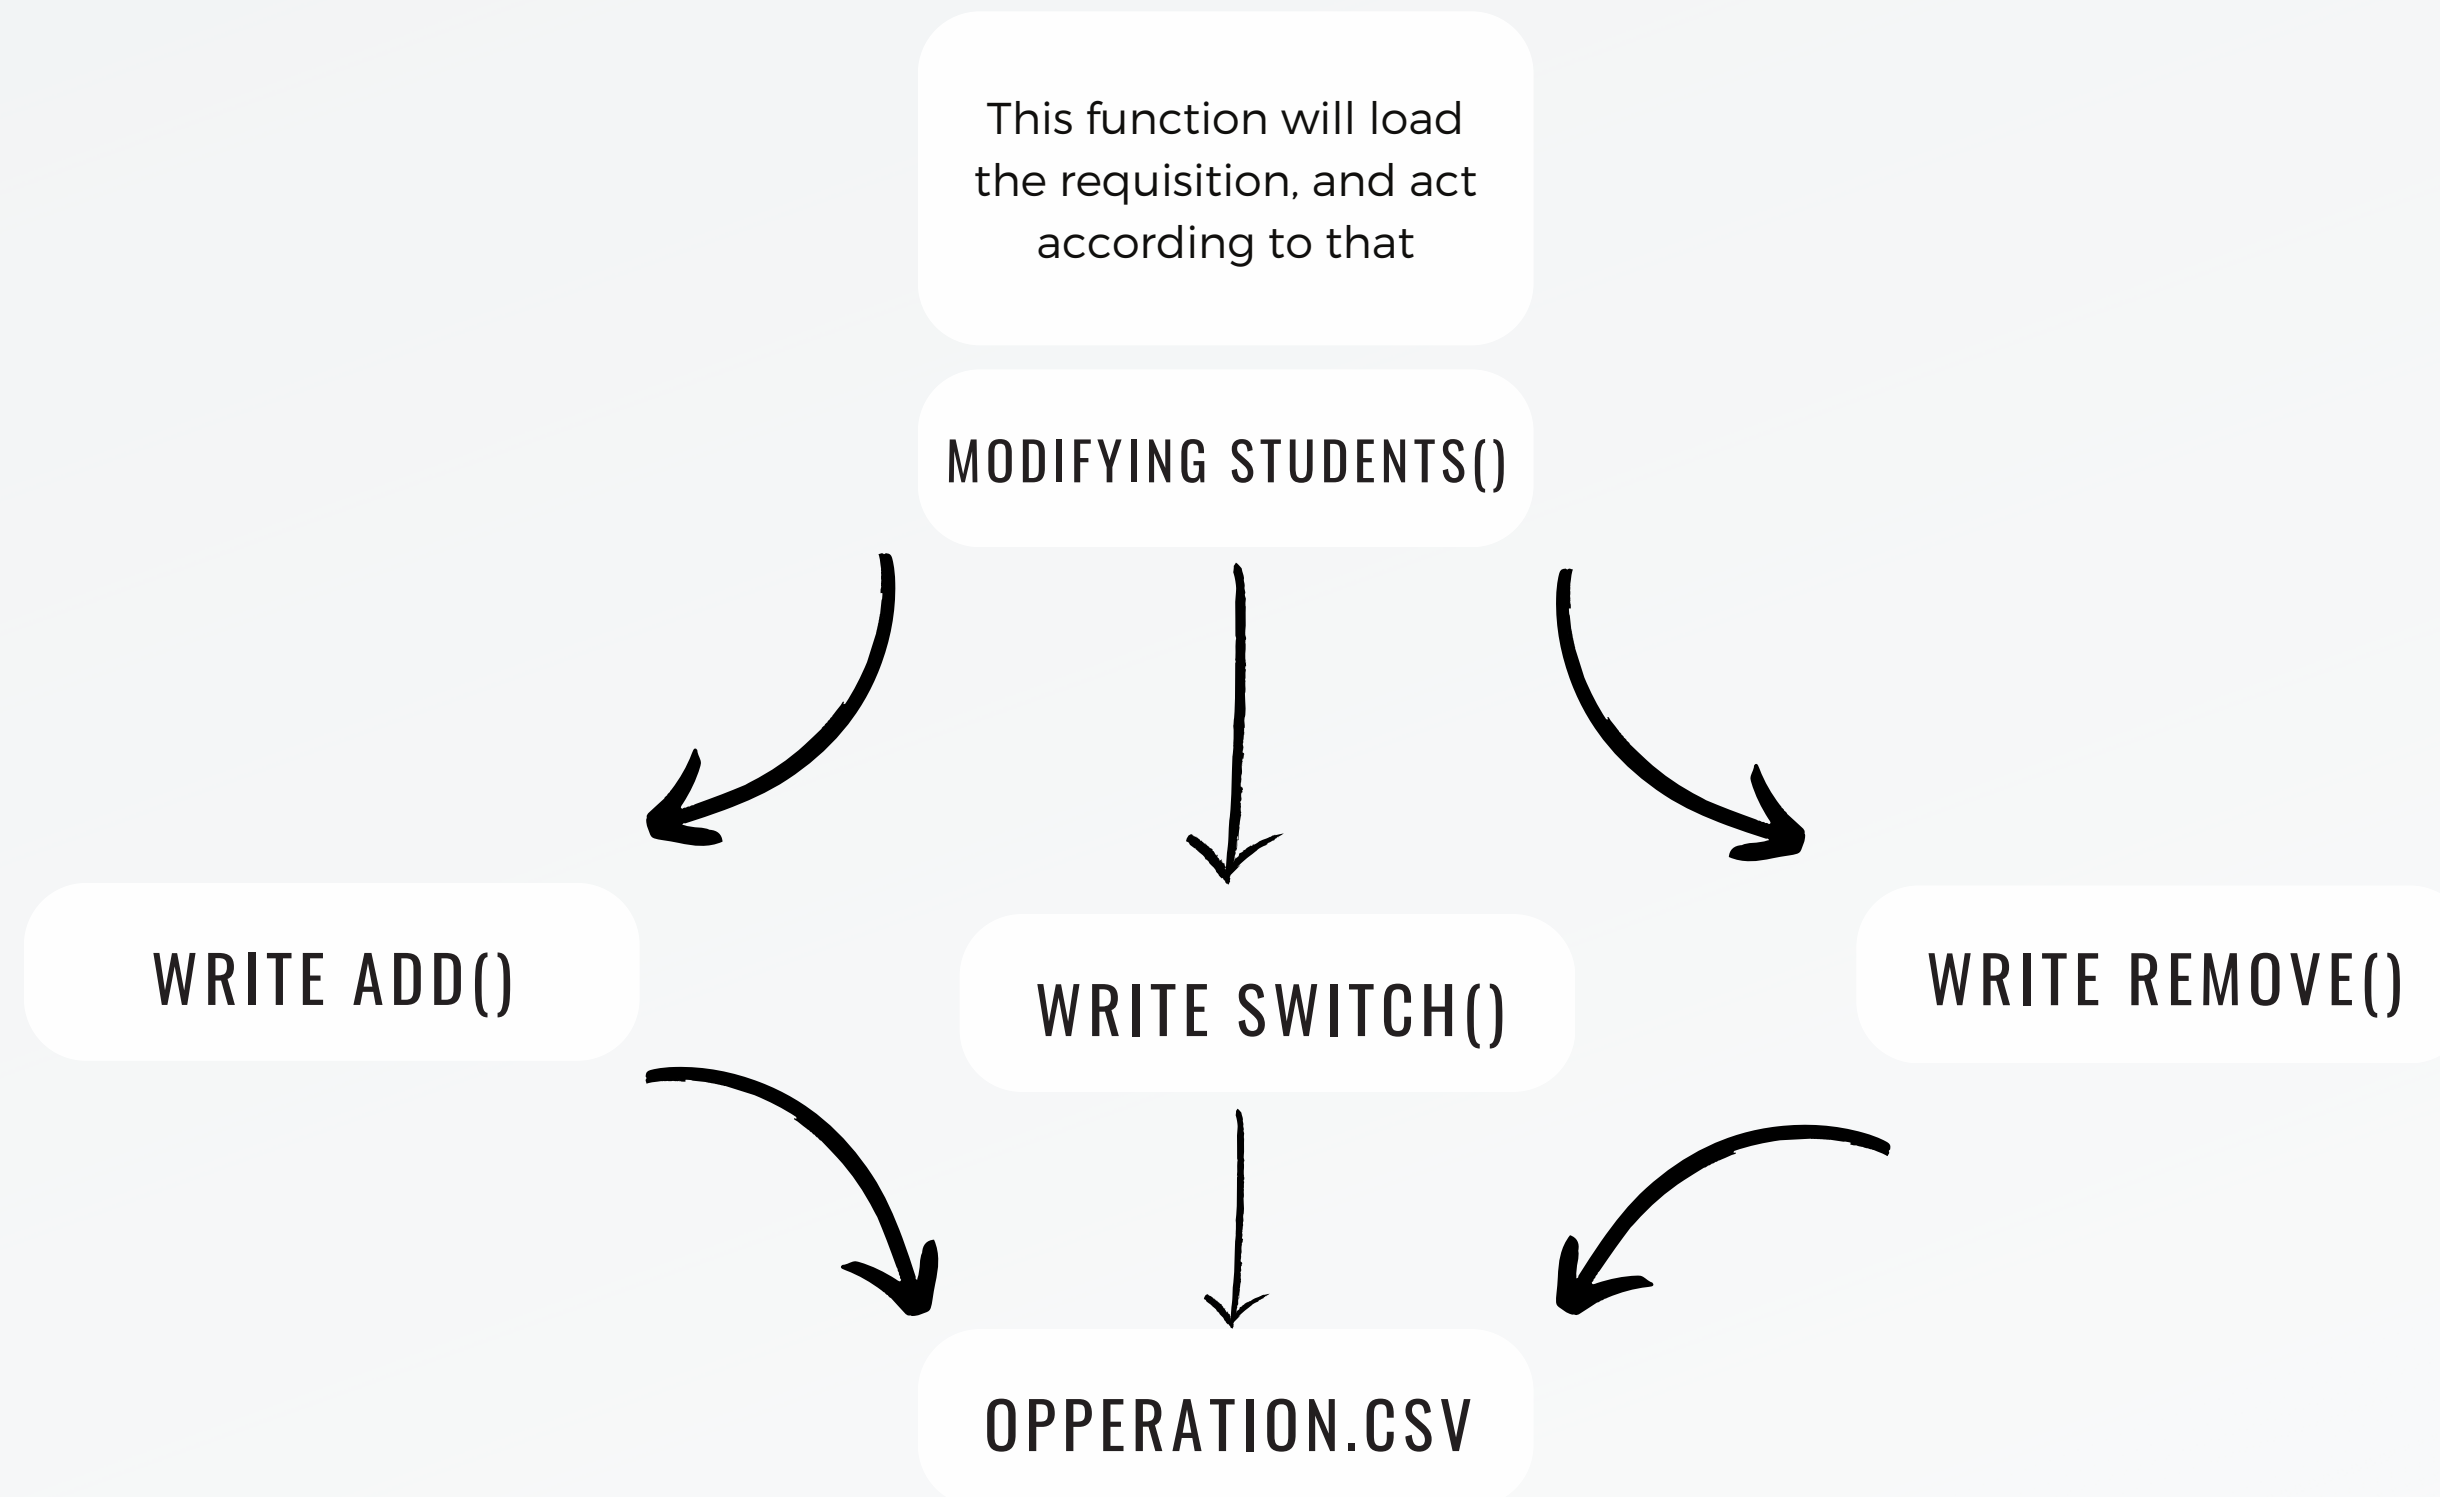 This function will load
the requisition, and act
according to that
MODIFYING STUDENTS()
WRITE ADD()
WRITE SWITCH()
WRITE REMOVE()
OPPERATION.CSV